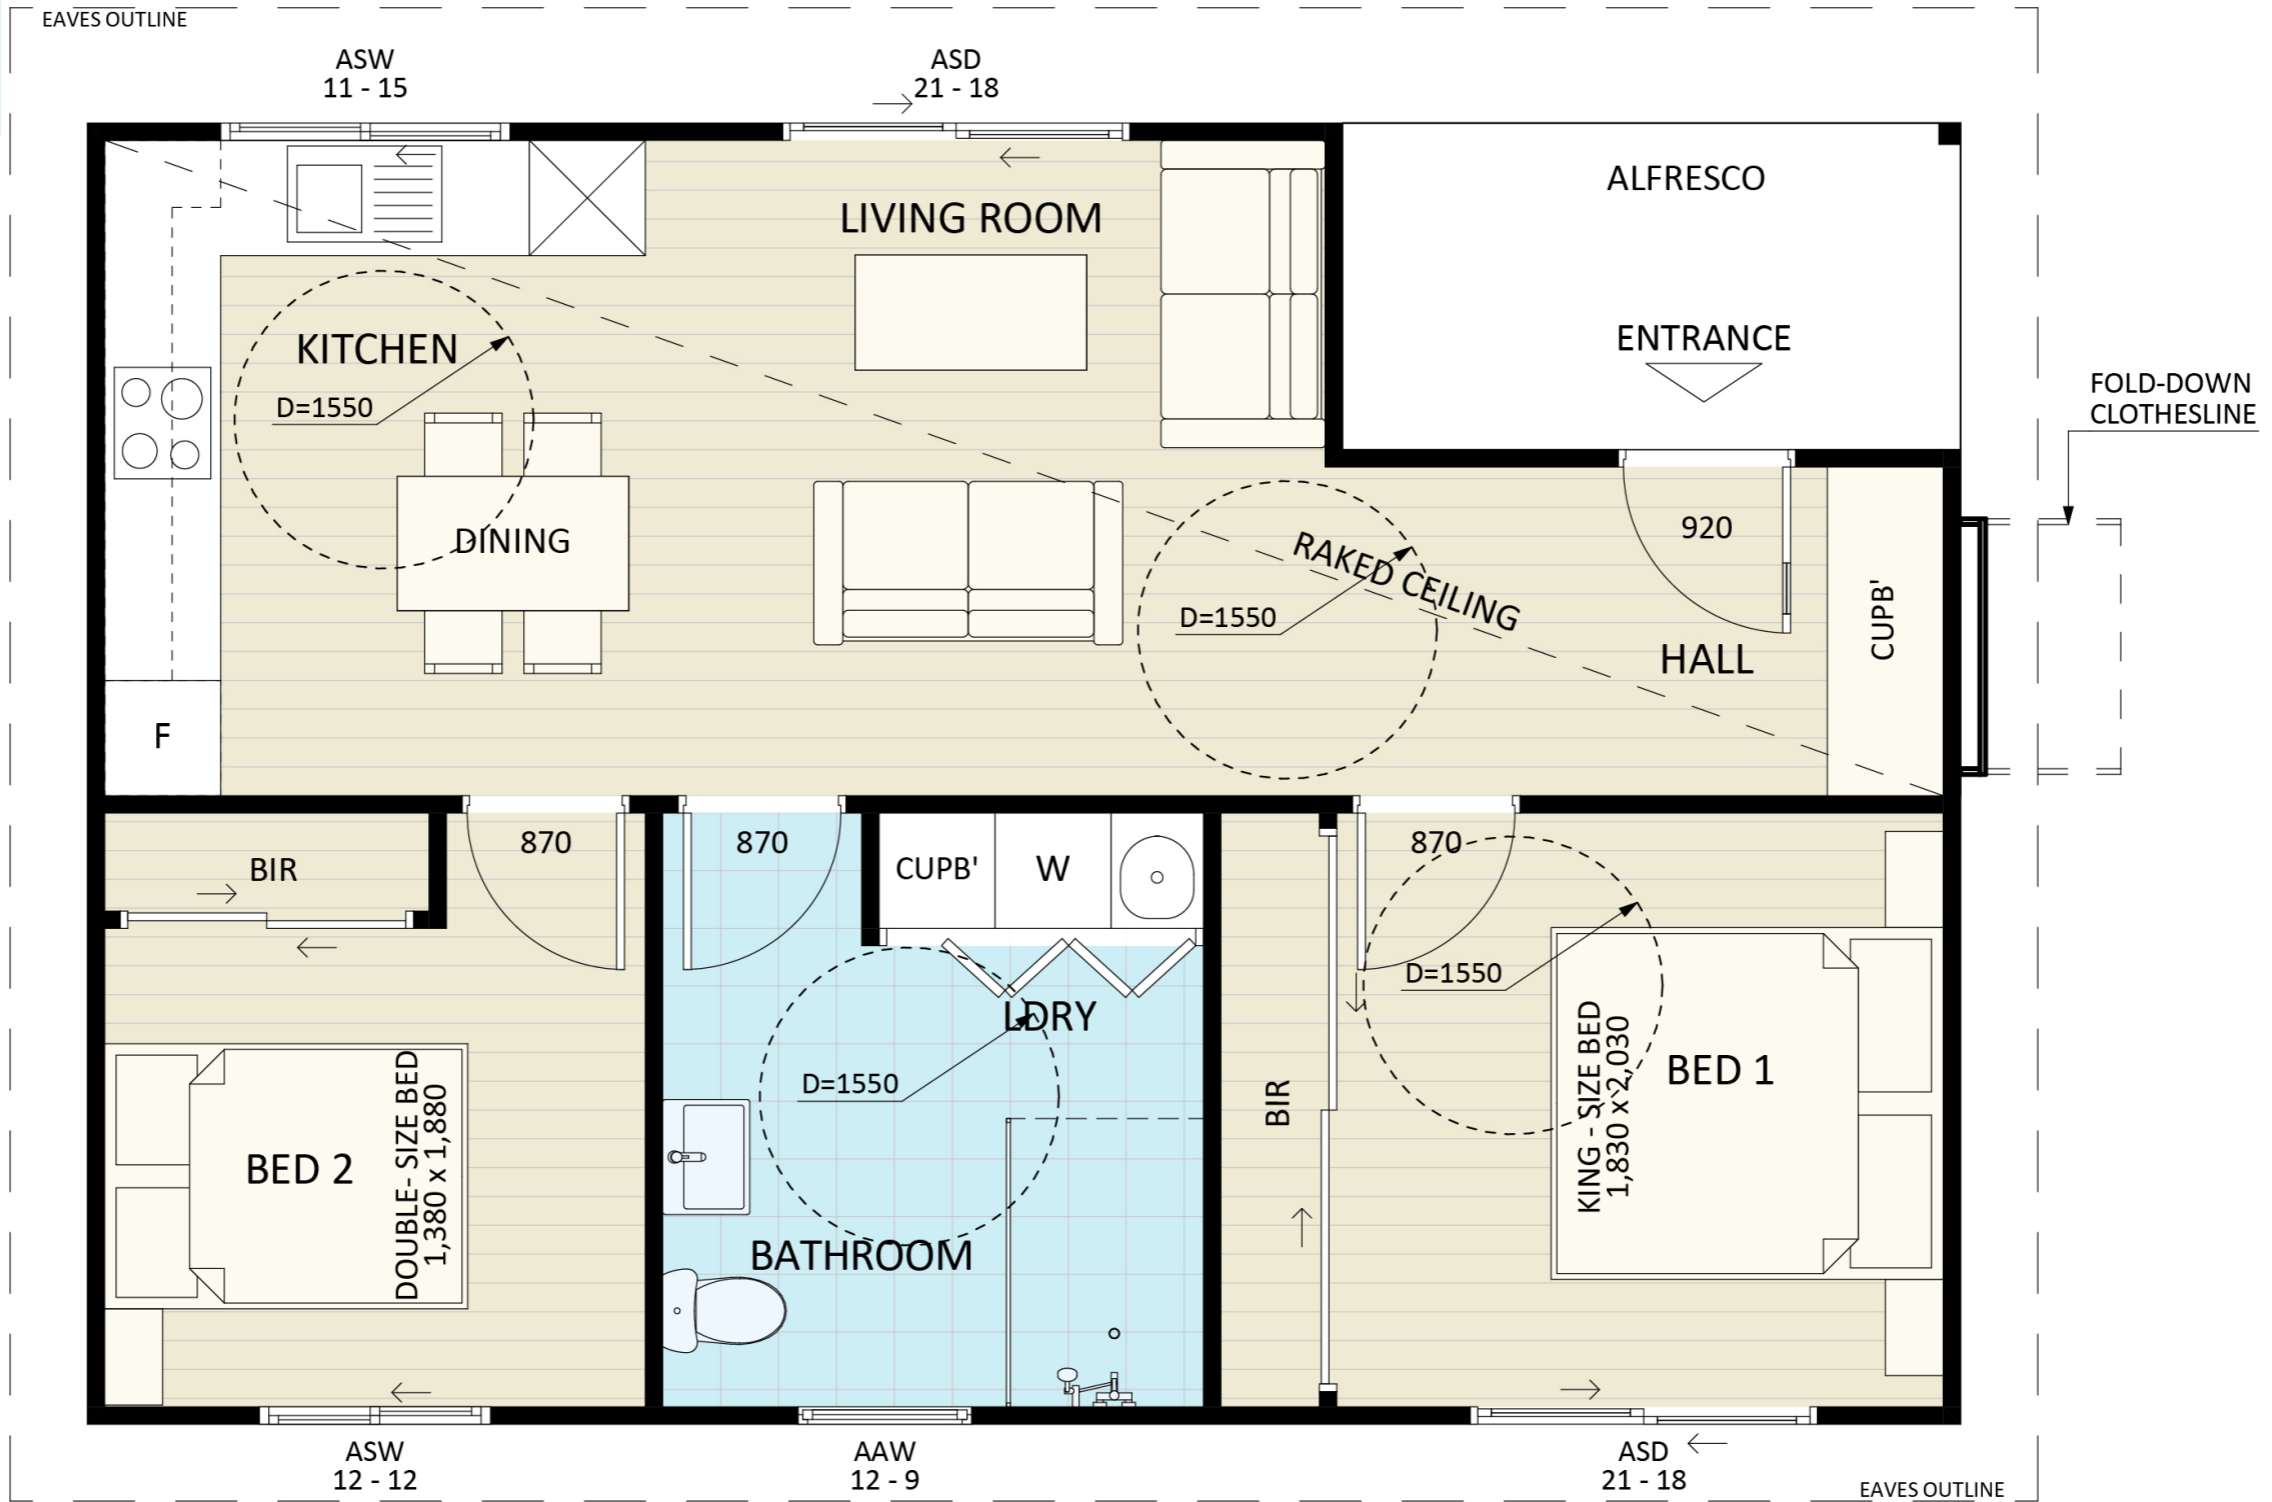 EAVES OUTLINE
ASW
11 - 15
ASD
21 - 18
ALFRESCO
LIVING ROOM
ENTRANCE
KITCHEN
D=1550
FOLD-DOWN
CLOTHESLINE
DINING
920
RAKED CEILING
D=1550
CUPB'
HALL
F
870
870
870
BIR
CUPB'
W
D=1550
LDRY
D=1550
BED 1
KING - SIZE BED
1,830 x 2,030
BIR
BED 2
DOUBLE- SIZE BED
1,380 x 1,880
BATHROOM
ASW
12 - 12
AAW
12 - 9
ASD
21 - 18
EAVES OUTLINE